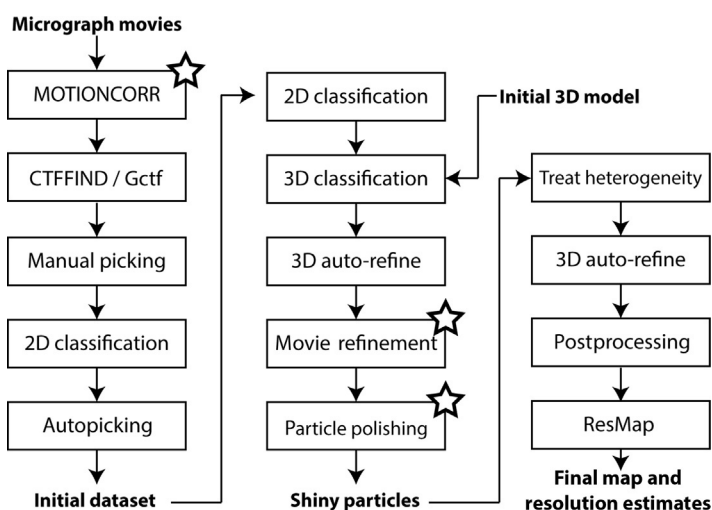 Micrograph movies
MOTIONCORR
CTFFIND / Gctf
Manual picking
2D classification
Autopicking
Initial dataset
2D classification
Initial 3D model
3D classification
3D auto-refine
Movie refinement
Particle polishing
Shiny particles
Treat heterogeneity
3D auto-refine
Postprocessing
ResMap
Final map and
resolution estimates